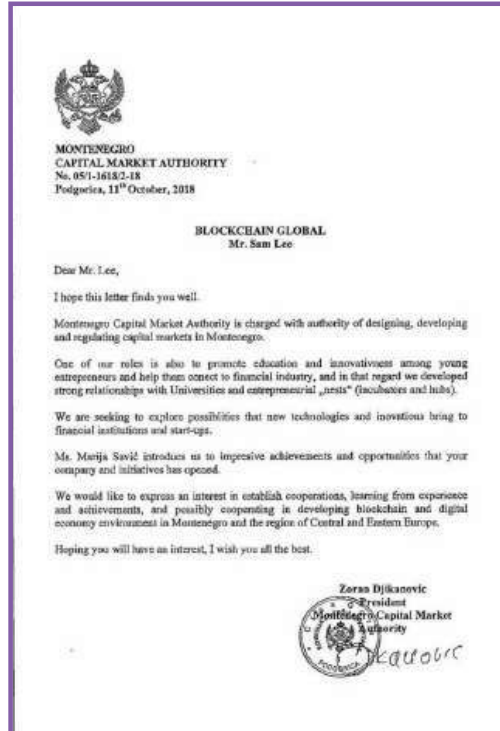 MONTENEGRO
CAPITAL MARKET AUTHORITY
No. 05/1-1618/2-18
Podgorica, 11th October, 2018
BLOCKCHAIN GLOBAL
Mr. Sam Lee
Dear Mr. Lee,
I hope this letter finds you well.
Montenegro Capital Market Authority is charged with authority of designing, developing
and regulating capital markets in Montenegro.
One of our roles is also to promote education and innovativness among young
entrepreneurs and help them conect to financial industry, and in that regard we developed
strong relationships with Universities and entrepreneurial „nests“ (incubators and hubs).
We are seeking to explore possibilities that new technologies and inovations bring to
financial institutions and start-ups.
Ms. Marija Savić introduces us to impresive achievements and opportunities that your
company and initiatives has opened.
We would like to express an interest in establish cooperations, learning from experience
and achievements, and possibly cooperating in developing blockchain and digital
economy environment in Montenegro and the region of Central and Eastern Europe.
Hoping you will have an interest, I wish you all the best.
Zoran Djikanovic
President
Montenegro Capital Market
Authority
PODGORICA